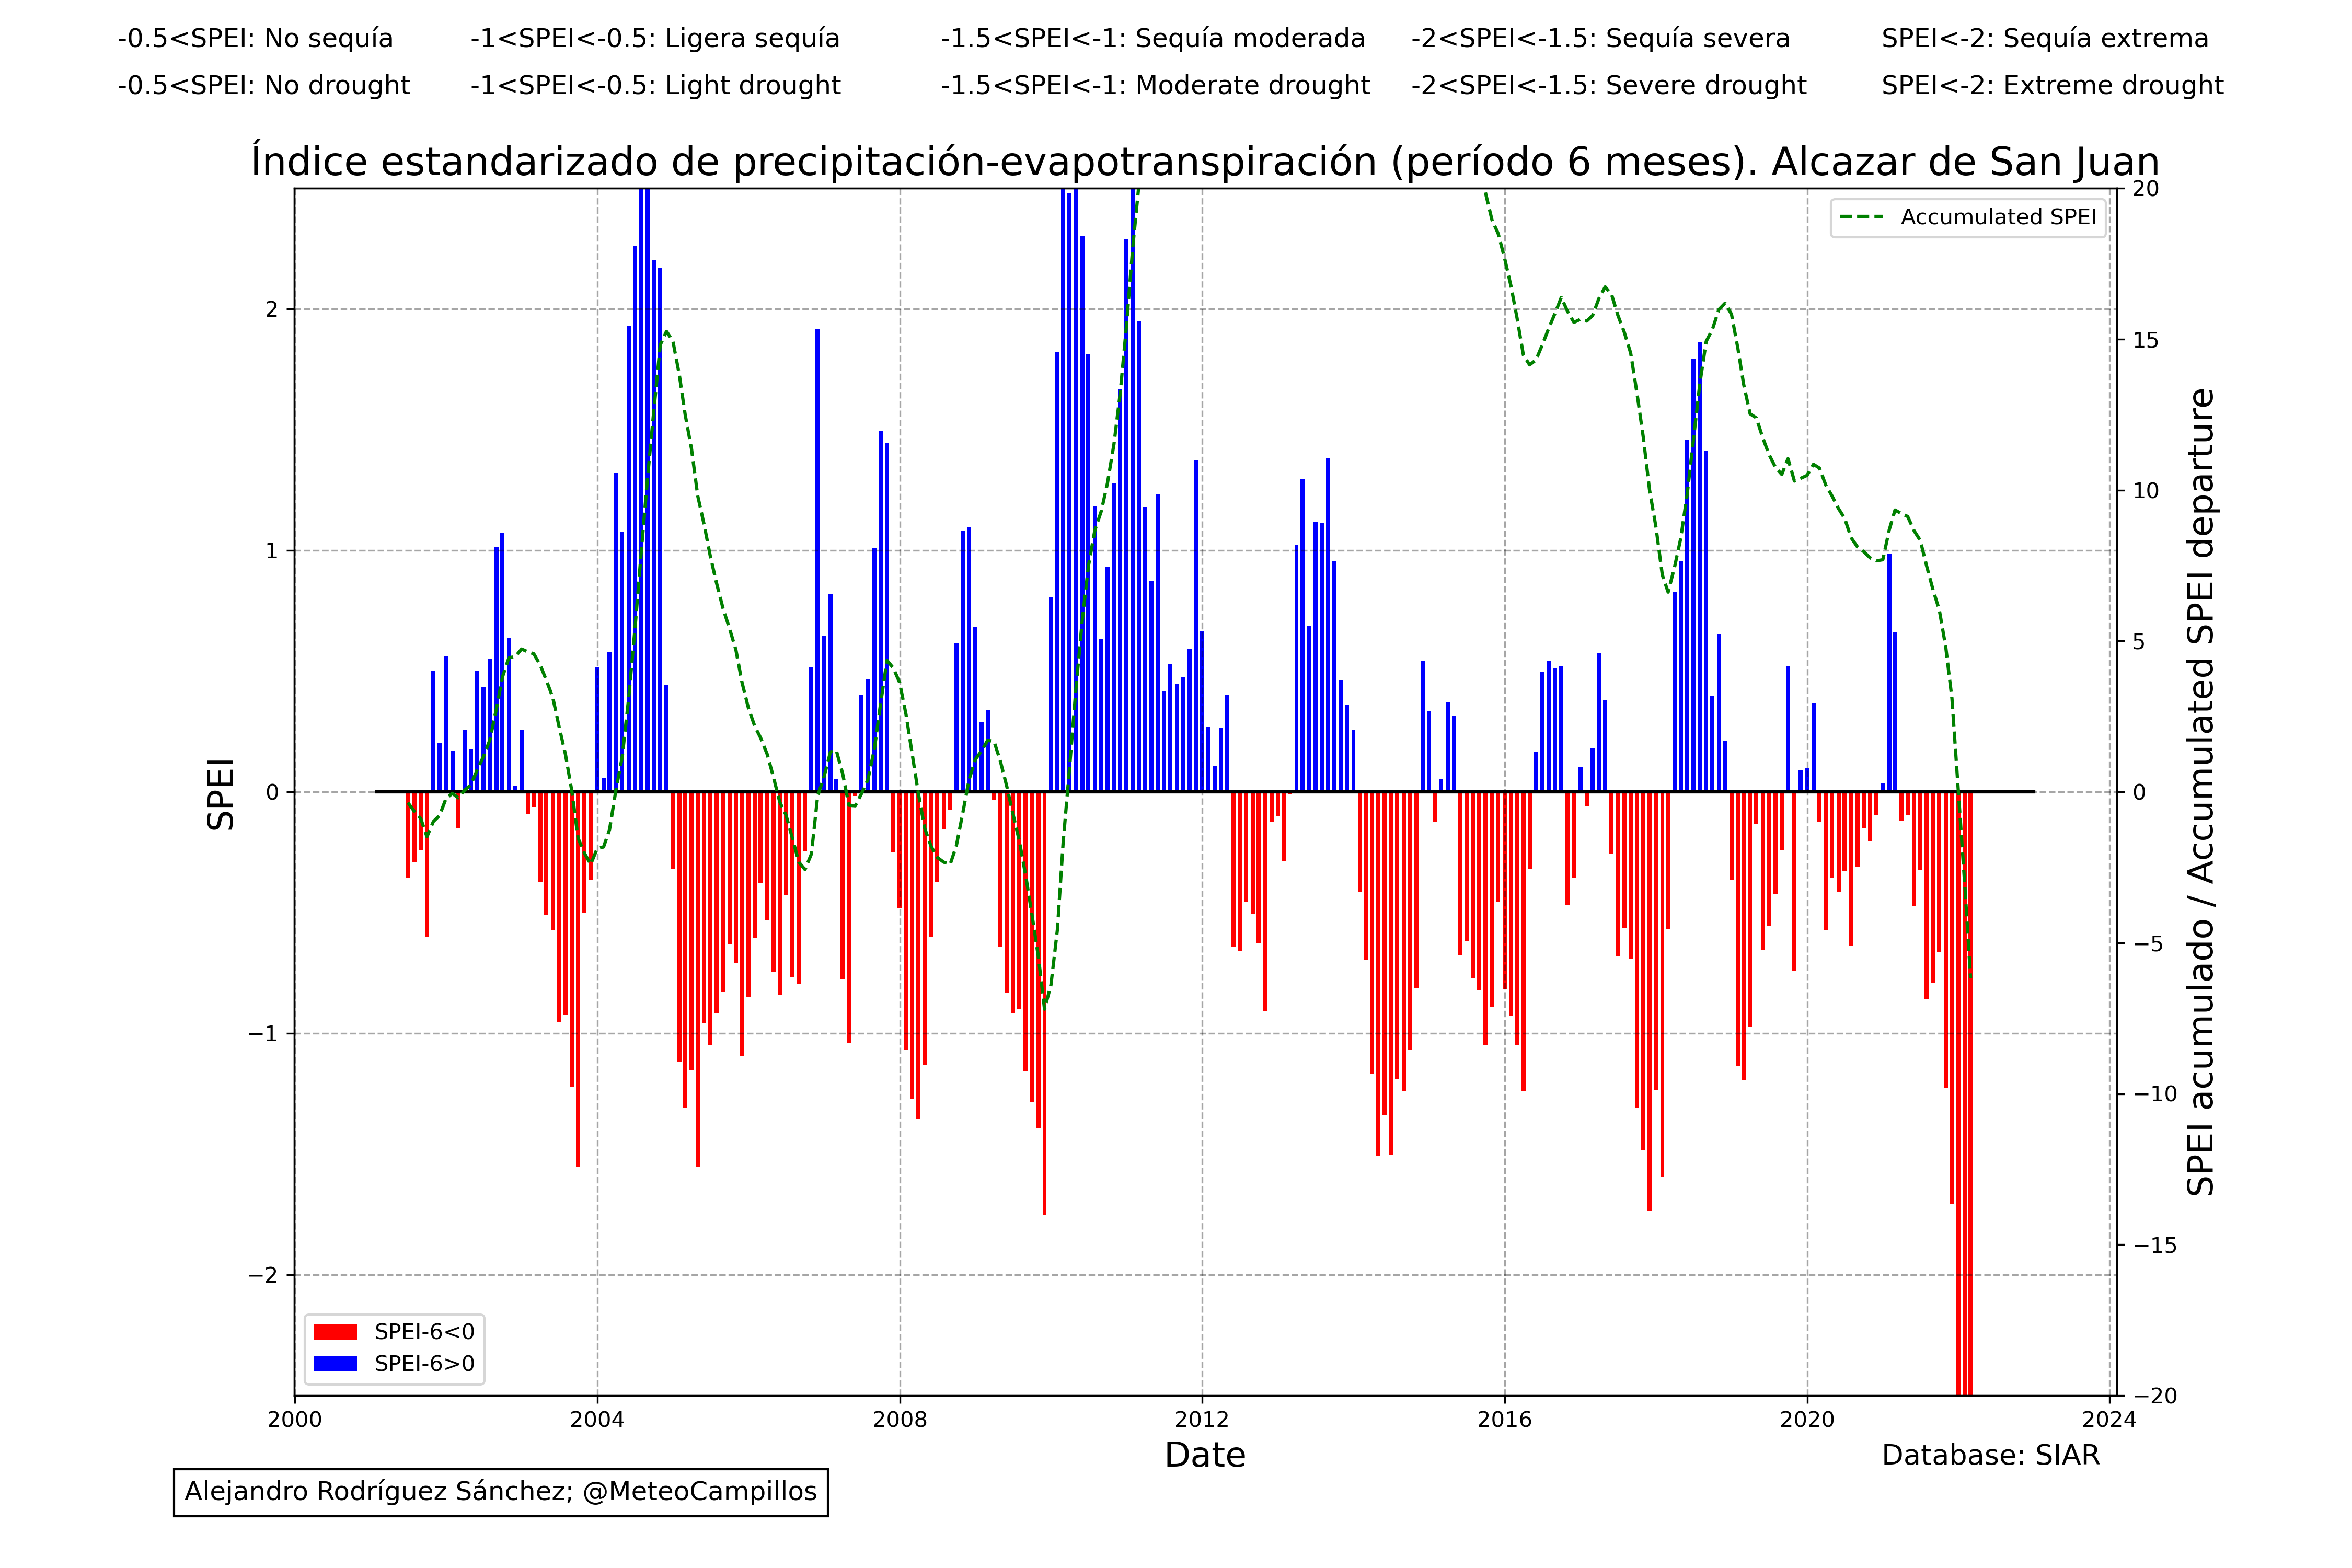 -0.5<SPEI: No sequía -1<SPEI<-0.5: Ligera sequía -1.5<SPEI<-1: Sequía moderada -2<SPEI<-1.5: Sequía severa SPEI<-2: Sequía extrema
-0.5<SPEI: No drought -1<SPEI<-0.5: Light drought -1.5<SPEI<-1: Moderate drought -2<SPEI<-1.5: Severe drought SPEI<-2: Extreme drought
Índice estandarizado de precipitación-evapotranspiración (período 6 meses). Alcazar de San Juan
Accumulated SPEI
SPEI
2
1
0
−1
−2
20
15
10
5
0
−5
−10
−15
−20
SPEI acumulado / Accumulated SPEI departure
SPEI-6<0
SPEI-6>0
2000 2004 2008 2012 2016 2020 2024
Date
Database: SIAR
Alejandro Rodríguez Sánchez; @MeteoCampillos